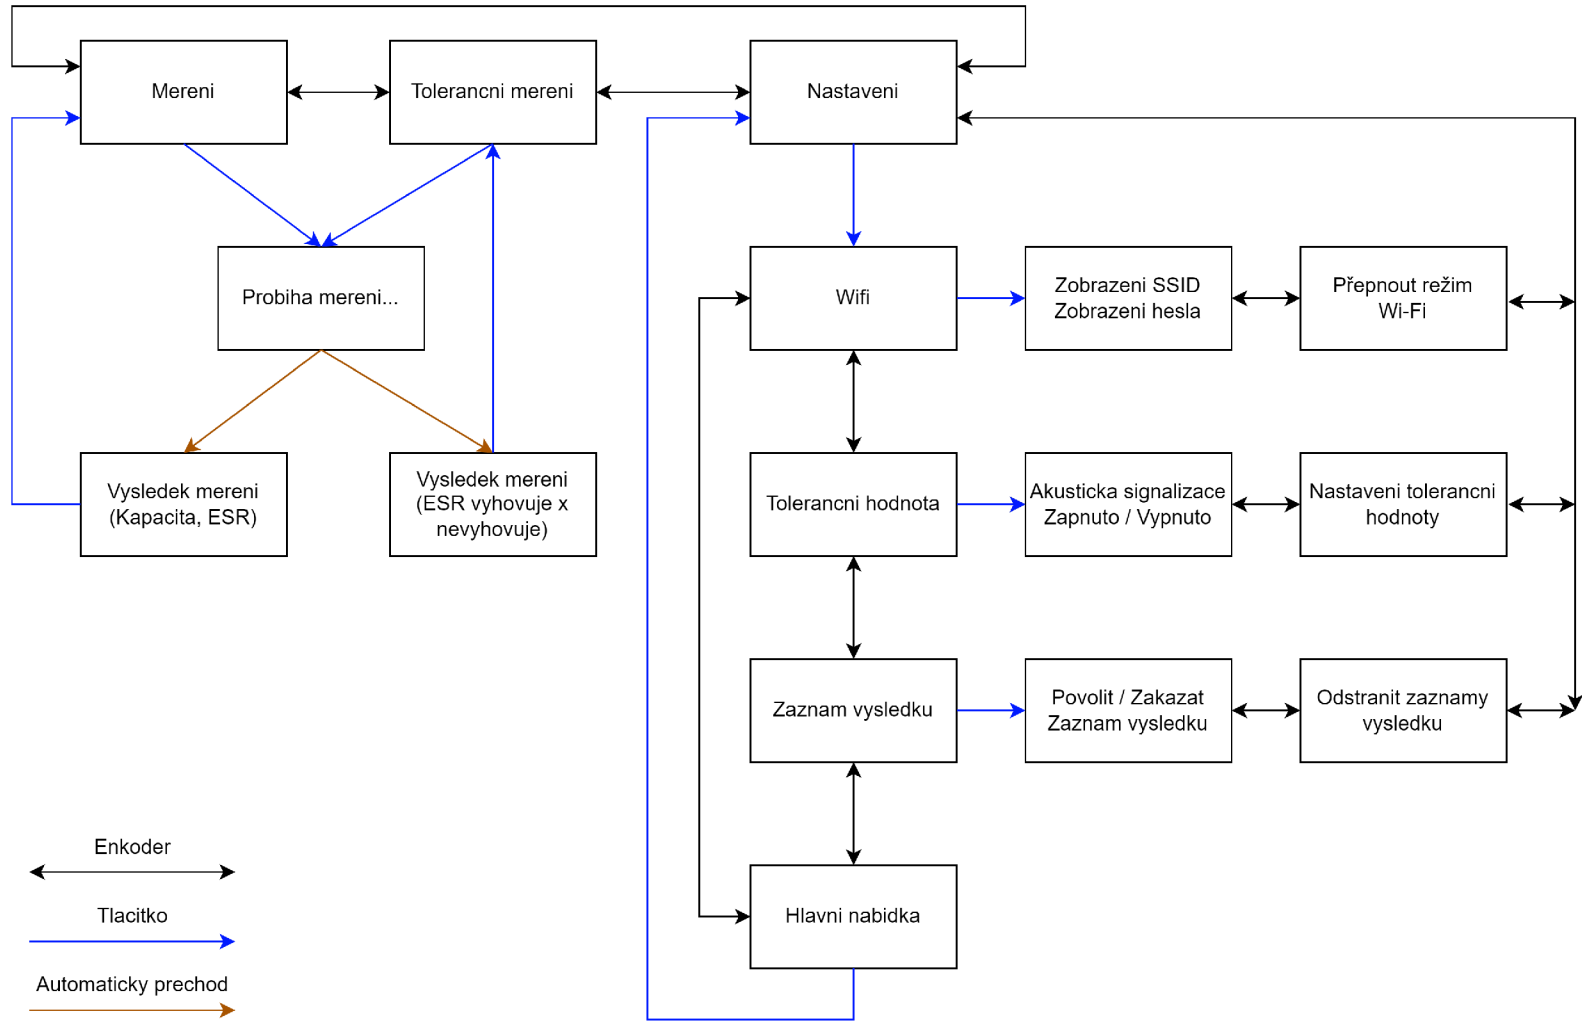 Mereni
Tolerancni mereni
Nastaveni
Probiha mereni...
Wifi
Zobrazeni SSID
Zobrazeni hesla
Přepnout režim
Wi-Fi
Vysledek mereni
(Kapacita, ESR)
Vysledek mereni
(ESR vyhovuje x
nevyhovuje)
Tolerancni hodnota
Akusticka signalizace
Zapnuto / Vypnuto
Nastaveni tolerancni
hodnoty
Zaznam vysledku
Povolit / Zakazat
Zaznam vysledku
Odstranit zaznamy
vysledku
Hlavni nabidka
Enkoder
Tlacitko
Automaticky prechod